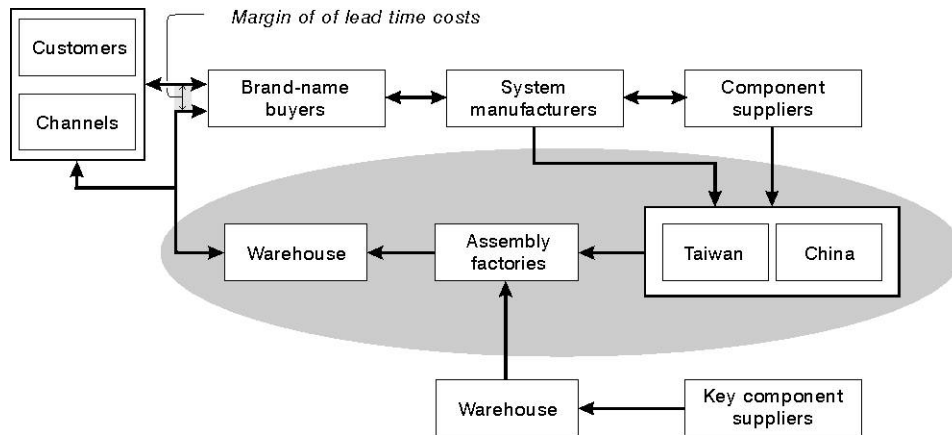 Margin of of lead time costs
Customers
Channels
Brand-name
buyers
System
manufacturers
Component
suppliers
Warehouse
Assembly
factories
Taiwan
China
Warehouse
Key component
suppliers